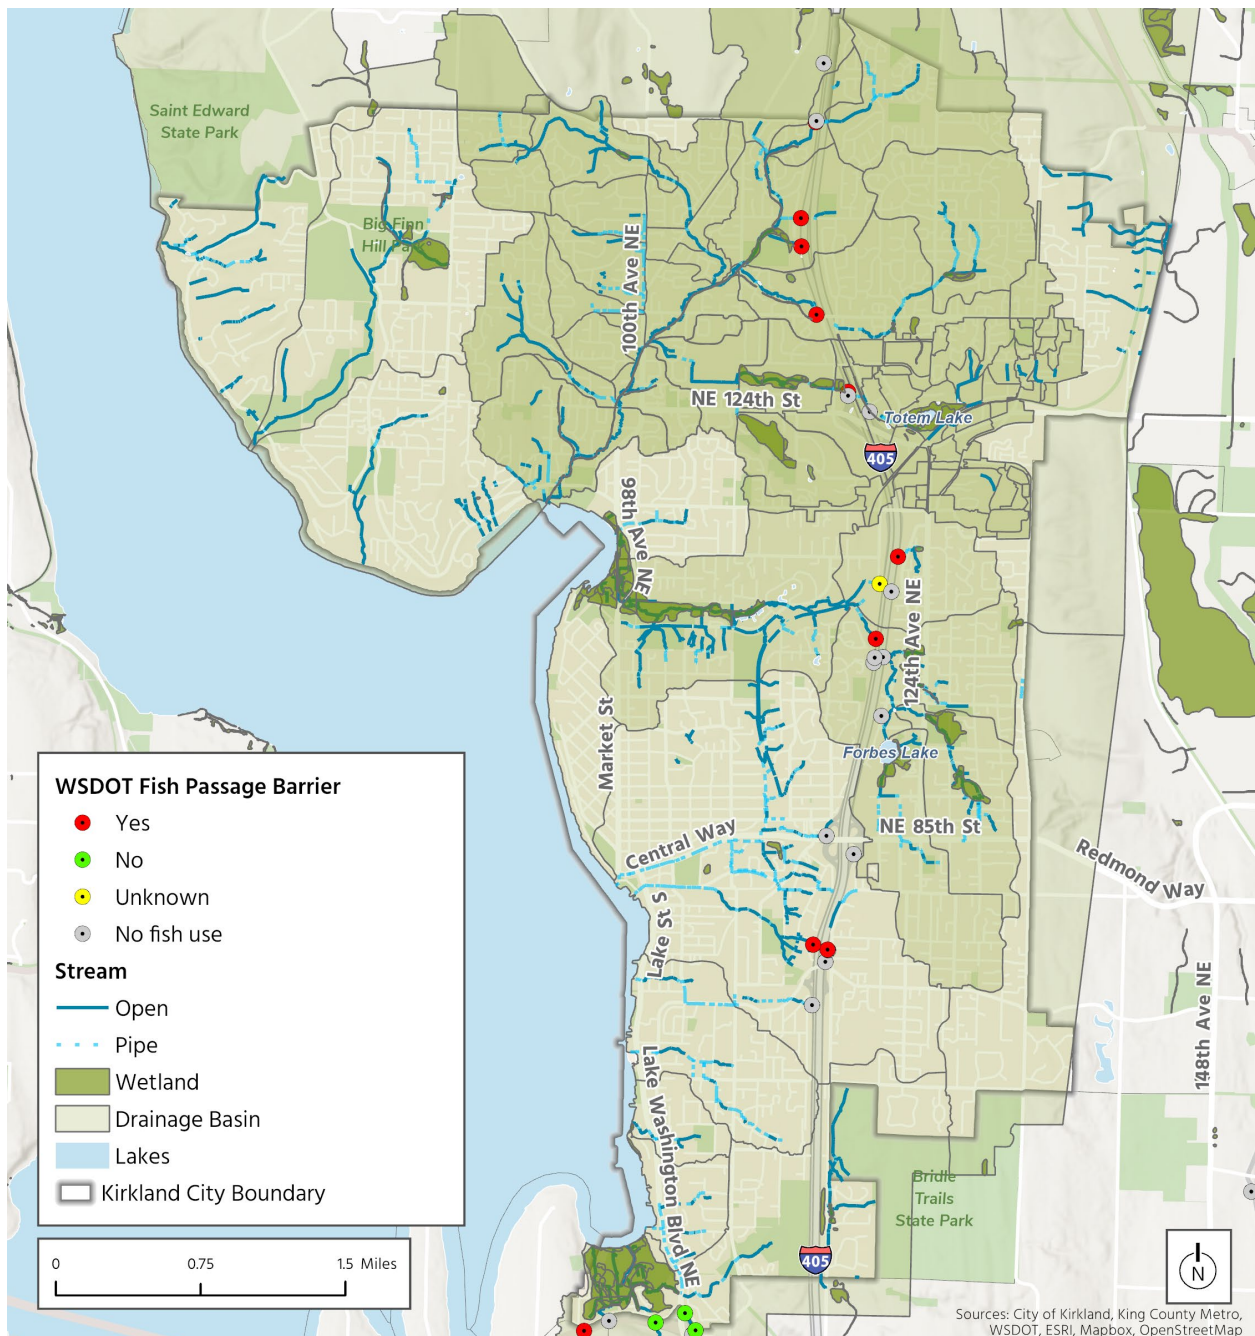 Saint Edward
State Park
Big Finn
Hill Park
100th Ave NE
NE 124th St
Totem Lake
405
98th Ave NE
124th Ave NE
Market St
Forbes Lake
NE 85th St
Central Way
Redmond Way
Lake St S
148th Ave NE
Lake Washington Blvd NE
Bridle
Trails
State Park
405
WSDOT Fish Passage Barrier
Yes
No
Unknown
No fish use
Stream
Open
Pipe
Wetland
Drainage Basin
Lakes
Kirkland City Boundary
0 0.75 1.5 Miles
N
Sources: City of Kirkland, King County Metro,
WSDOT, ESRI, Mapbox, OpenStreetMap